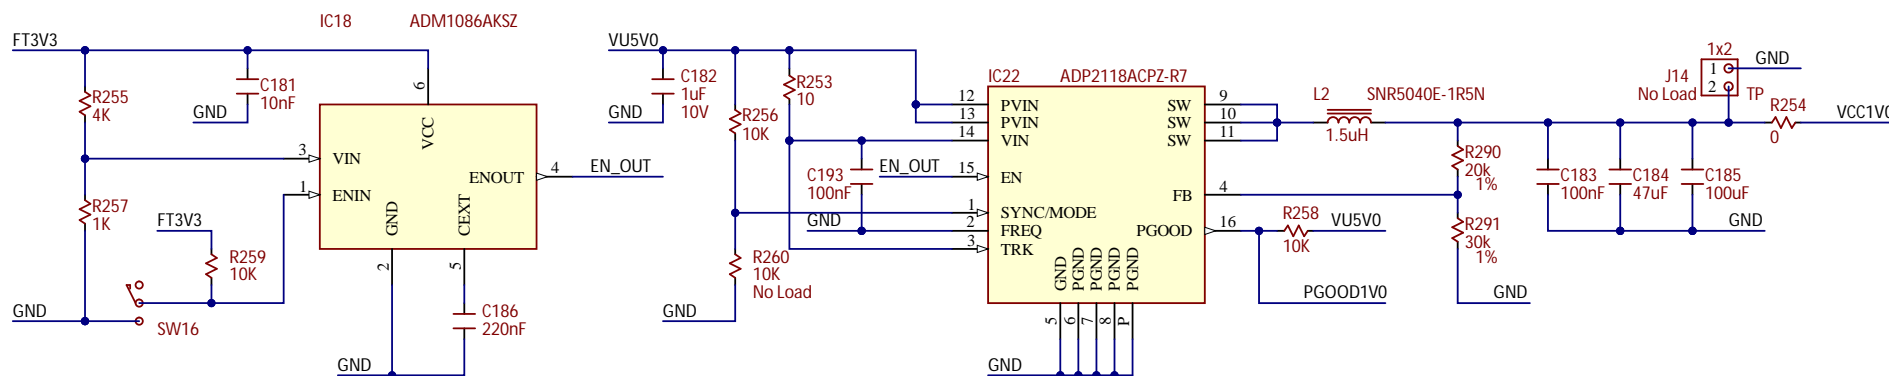 IC18 ADM1086AKSZ
FT3V3
R255
4K
C181
10nF
GND
6
VCC
3
VIN
1
ENIN
ENOUT
4
EN_OUT
R257
1K
FT3V3
R259
10K
GND
CEXT
2
5
GND
SW16
C186
220nF
GND
VU5V0
C182
1uF
10V
GND
R256
10K
R253
10
IC22 ADP2118ACPZ-R7
12
PVIN
13
PVIN
14
VIN
C193
100nF
EN_OUT
15
EN
1
SYNC/MODE
GND
2
FREQ
3
TRK
R260
10K
No Load
GND
SW
9
SW
10
SW
11
FB
4
PGOOD
16
GND
PGND
PGND
PGND
PGND
5
6
7
8
P
GND
L2 SNR5040E-1R5N
1.5uH
R258
10K
VU5V0
PGOOD1V0
R290
20k
1%
R291
30k
1%
GND
C183
100nF
C184
47uF
C185
100uF
GND
1x2
J14
1
2
No Load
TP
GND
R254
0
VCC1V0